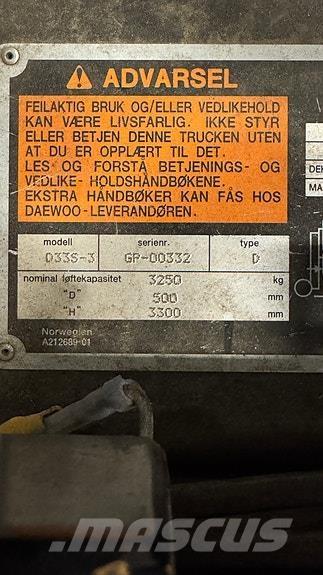 ADVARSEL
FEILAKTIG BRUK OG/ELLER VEDLIKEHOLD
KAN VÆRE LIVSFARLIG. IKKE STYR
ELLER BETJEN DENNE TRUCKEN UTEN
AT DU ER OPPLÆRT TIL DET.
LES OG FORSTÅ BETJENINGS- OG
VEDLIKE- HOLDSHÅNDBØKENE.
EKSTRA HÅNDBØKER KAN FÅS HOS
DAEWOO-LEVERANDØREN.
modell serienr. type
D33S-3 GP-00332 D
nominal løftekapasitet 3250 kg
"D" 500 mm
"H" 3300 mm
Norwegian
A212689-01
MASCUS